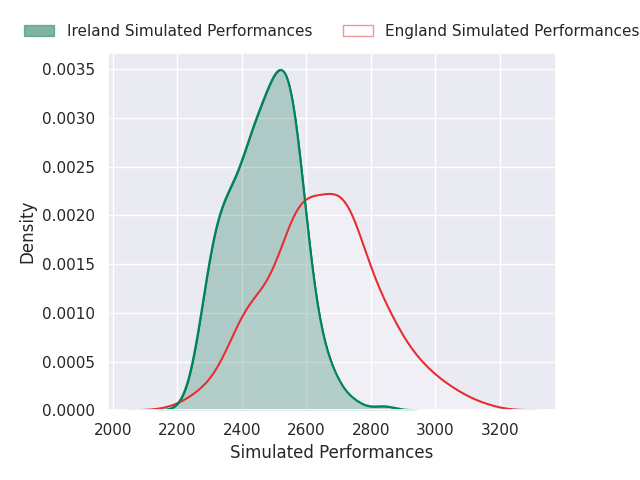 Ireland Simulated Performances
England Simulated Performances
0.0035
0.0030
0.0025
0.0020
0.0015
0.0010
0.0005
0.0000
Density
2000 2200 2400 2600 2800 3000 3200
Simulated Performances